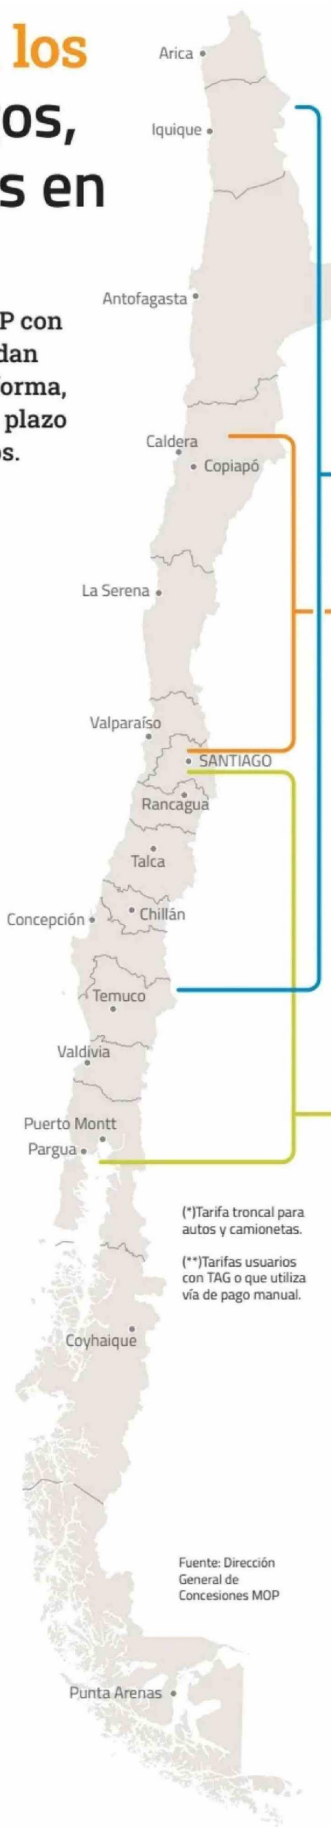 los
os,
s en
P con
dan
orma,
plazo
os.
Arica
Iquique
Antofagasta
Caldera
Copiapó
La Serena
Valparaíso
SANTIAGO
Rancagua
Talca
Concepción
Chillán
Temuco
Valdivia
Puerto Montt
Pargua
(*)Tarifa troncal para
autos y camionetas.
(**)Tarifas usuarios
con TAG o que utiliza
vía de pago manual.
Coyhaique
Fuente: Dirección
General de
Concesiones MOP
Punta Arenas